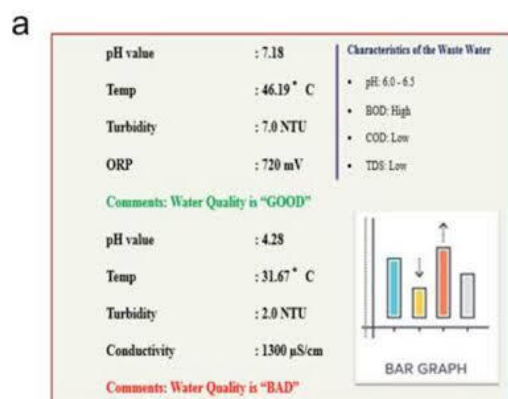 a
pH value : 7.18
Temp : 46.19° C
Turbidity : 7.0 NTU
ORP : 720 mV
Comments: Water Quality is “GOOD”
pH value : 4.28
Temp : 31.67° C
Turbidity : 2.0 NTU
Conductivity : 1300 µS/cm
Comments: Water Quality is “BAD”
Characteristics of the Waste Water
• pH: 6.0 - 6.5
• BOD: High
• COD: Low
• TDS: Low
BAR GRAPH